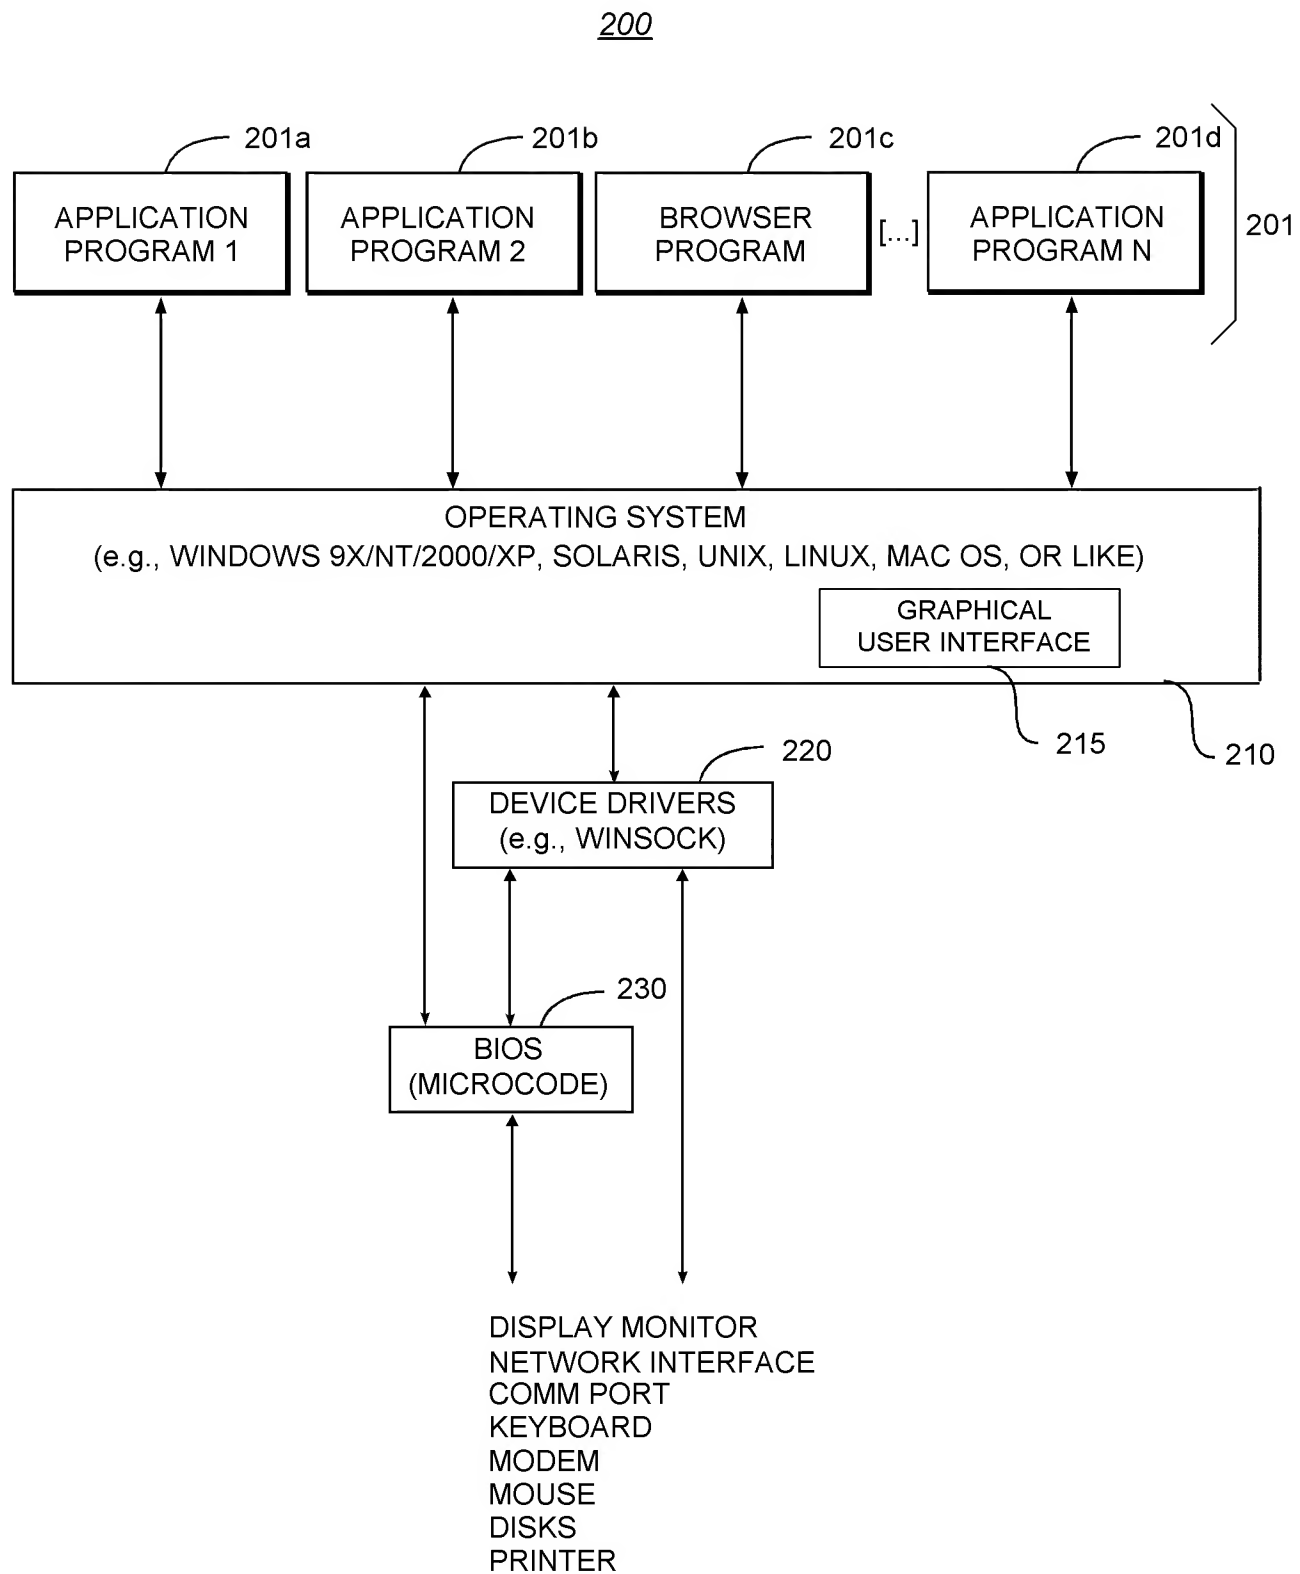 200
201a
201b
201c
201d
APPLICATION
PROGRAM 1
APPLICATION
PROGRAM 2
BROWSER
PROGRAM
[...]
APPLICATION
PROGRAM N
201
OPERATING SYSTEM
(e.g., WINDOWS 9X/NT/2000/XP, SOLARIS, UNIX, LINUX, MAC OS, OR LIKE)
GRAPHICAL
USER INTERFACE
215
210
220
DEVICE DRIVERS
(e.g., WINSOCK)
230
BIOS
(MICROCODE)
DISPLAY MONITOR
NETWORK INTERFACE
COMM PORT
KEYBOARD
MODEM
MOUSE
DISKS
PRINTER